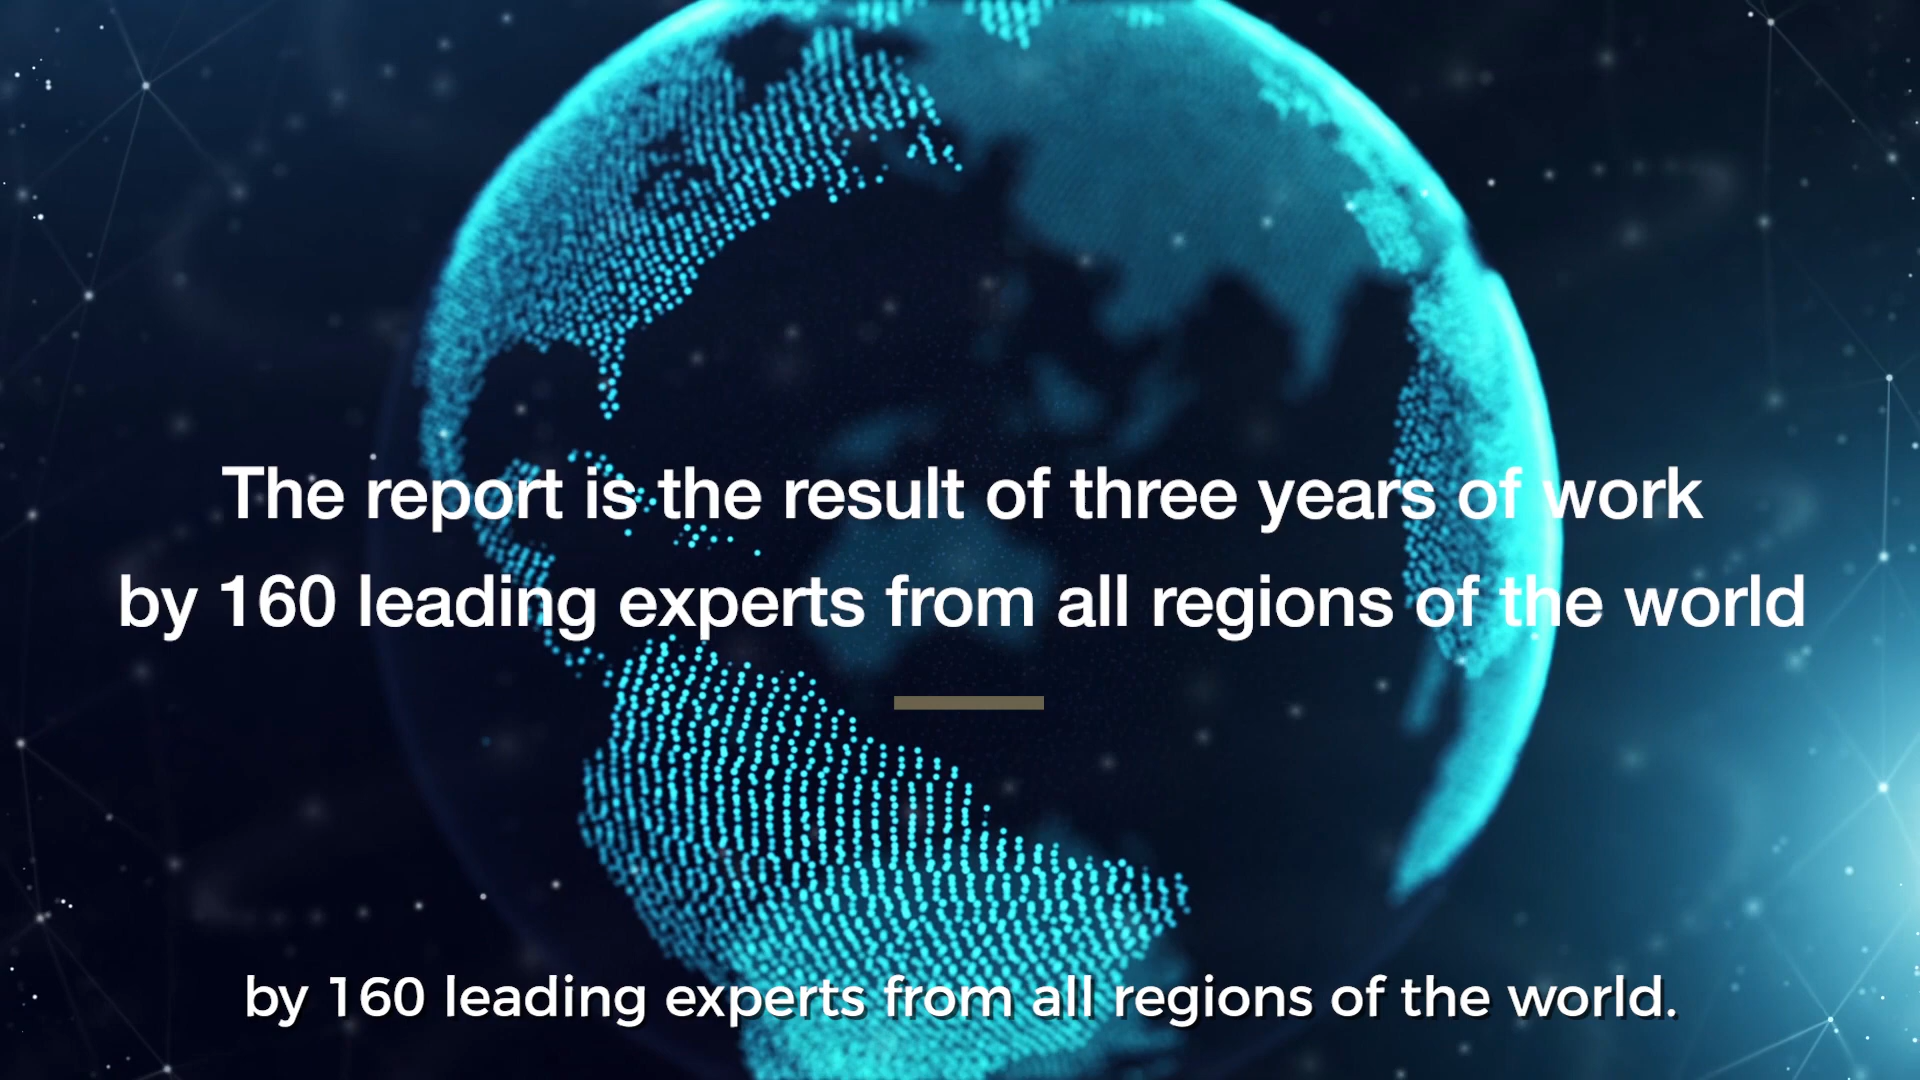 The report is the result of three years of work
by 160 leading experts from all regions of the world
by 160 leading experts from all regions of the world.